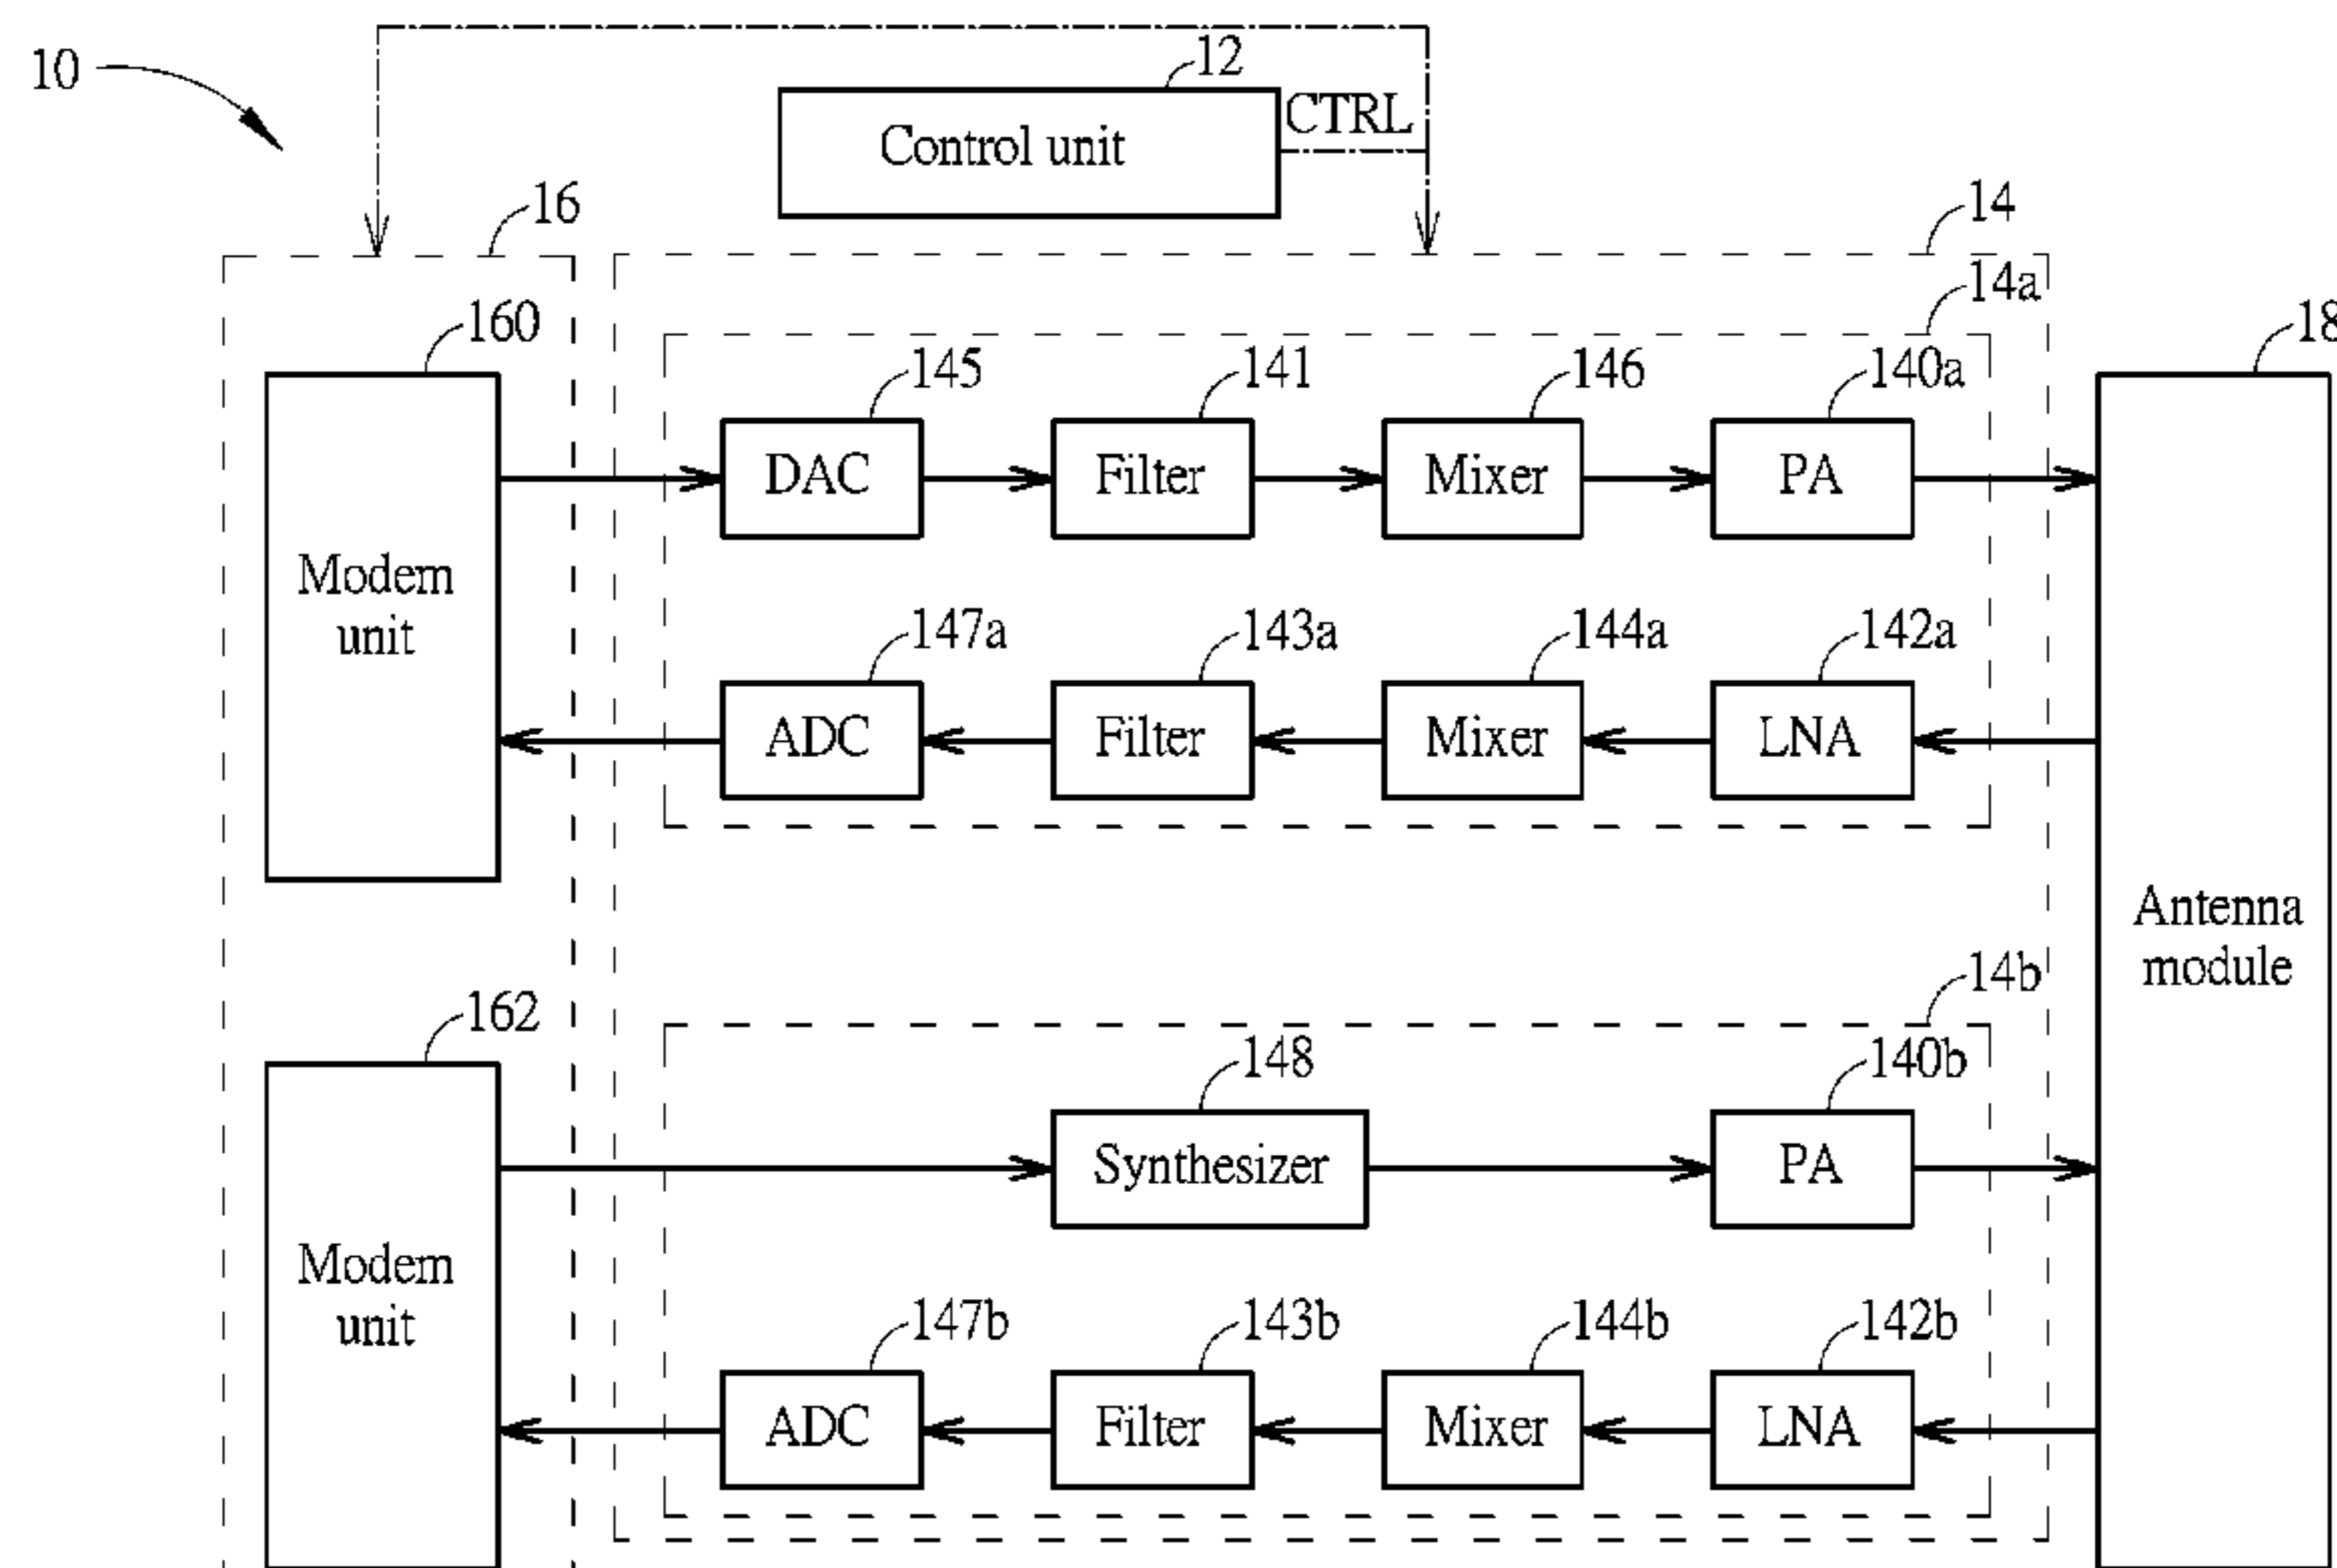 10
12
Control unit
CTRL
16
14
14a
160
145
141
146
140a
18
DAC
Filter
Mixer
PA
Modem
unit
147a
143a
144a
142a
ADC
Filter
Mixer
LNA
Antenna
module
14b
162
148
140b
Synthesizer
PA
Modem
unit
147b
143b
144b
142b
ADC
Filter
Mixer
LNA